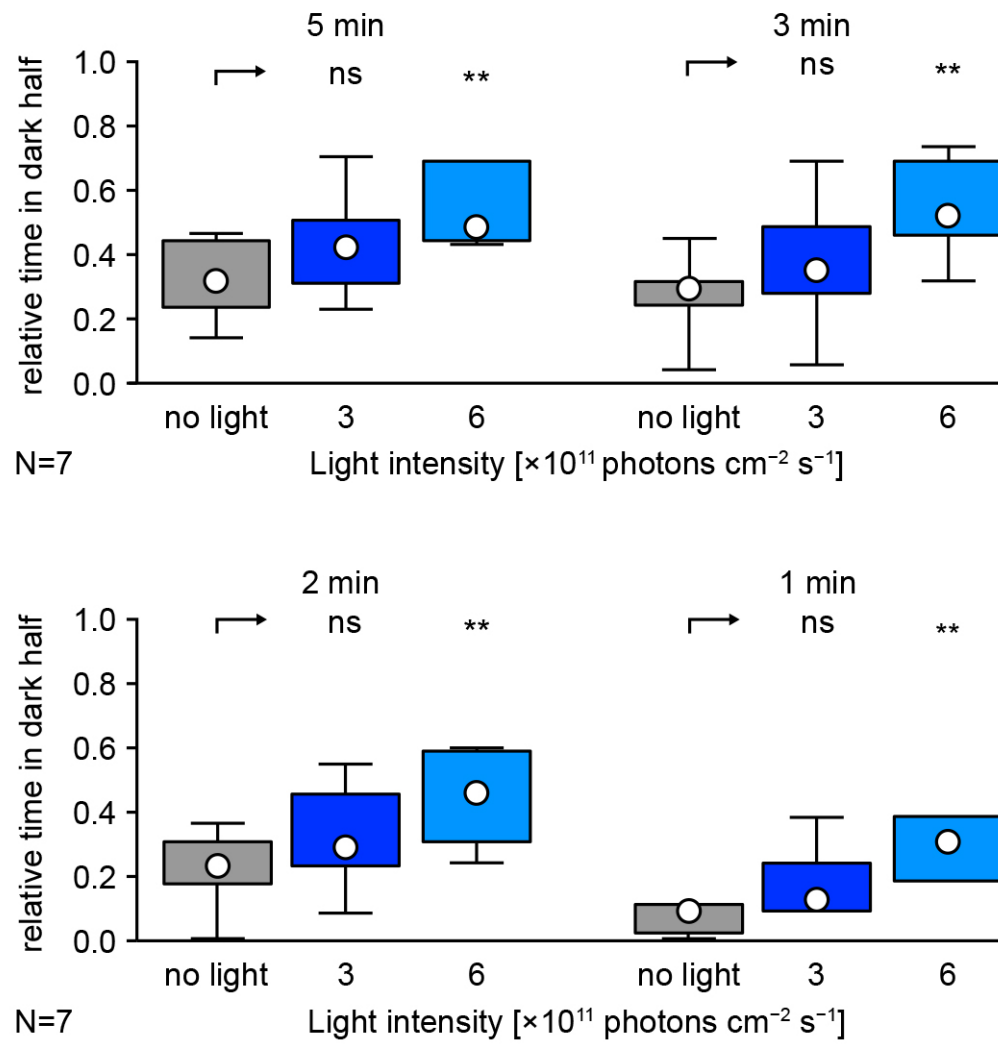 5 min 3 min
ns ** ns **
1.0
0.8
0.6
0.4
0.2
0.0
relative time in dark half
no light 3 6 no light 3 6
N=7 Light intensity [×10¹¹ photons cm⁻² s⁻¹]
2 min 1 min
ns ** ns **
1.0
0.8
0.6
0.4
0.2
0.0
relative time in dark half
no light 3 6 no light 3 6
N=7 Light intensity [×10¹¹ photons cm⁻² s⁻¹]